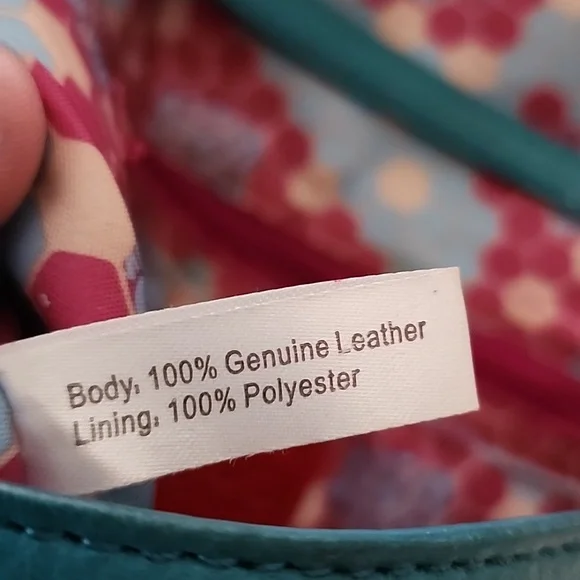 Body, 100% Genuine Leather
Lining, 100% Polyester